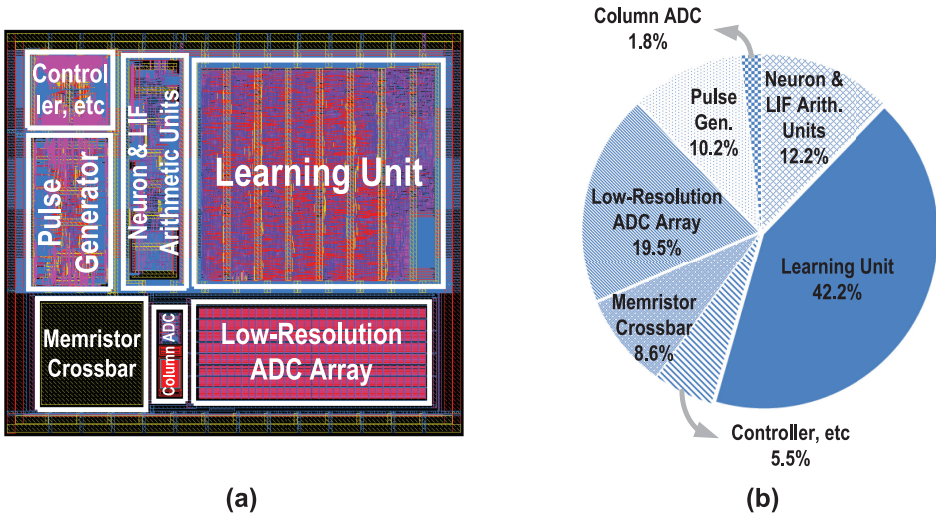 Control
ler, etc
Pulse
Generator
Neuron & LIF
Arithmetic Units
Learning Unit
Memristor
Crossbar
Column ADC
Low-Resolution
ADC Array
(a)
Column ADC
1.8%
Neuron &
LIF Arith.
Units
12.2%
Pulse
Gen.
10.2%
Low-Resolution
ADC Array
19.5%
Learning Unit
42.2%
Memristor
Crossbar
8.6%
Controller, etc
5.5%
(b)